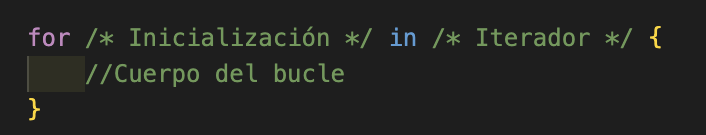 for /* Inicialización */ in /* Iterador */ {
    //Cuerpo del bucle
}